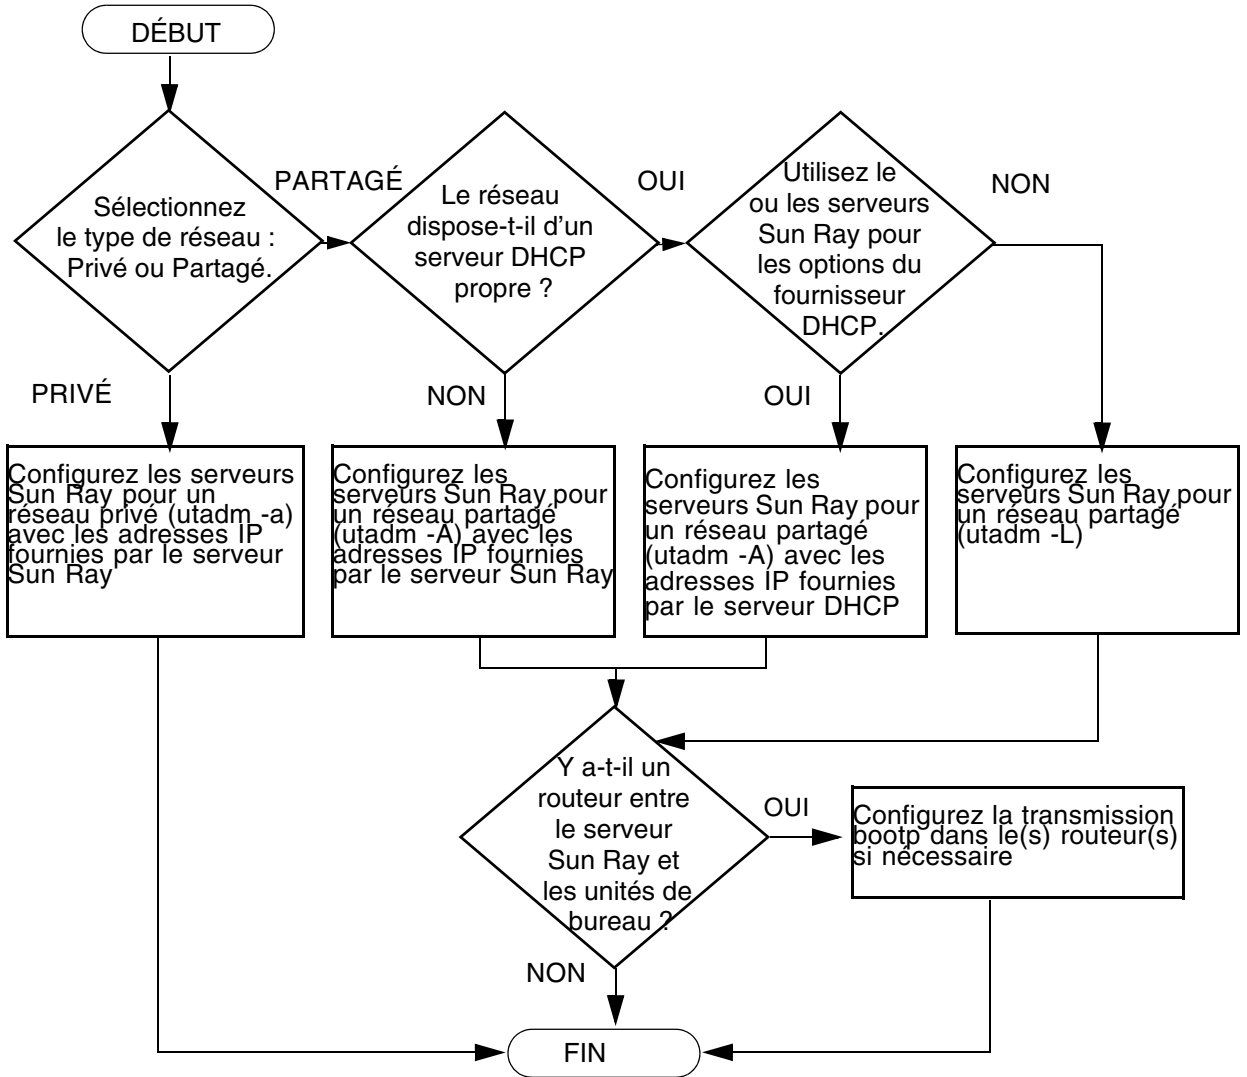 DÉBUT
Sélectionnez
le type de réseau :
Privé ou Partagé.
PARTAGÉ
Le réseau
dispose-t-il d'un
serveur DHCP
propre ?
OUI
Utilisez le
ou les serveurs
Sun Ray pour
les options du
fournisseur
DHCP.
NON
PRIVÉ
NON
OUI
Configurez les serveurs
Sun Ray pour un
réseau privé (utadm -a)
avec les adresses IP
fournies par le serveur
Sun Ray
Configurez les
serveurs Sun Ray pour
un réseau partagé
(utadm -A) avec les
adresses IP fournies
par le serveur Sun Ray
Configurez les
serveurs Sun Ray pour
un réseau partagé
(utadm -A) avec les
adresses IP fournies
par le serveur DHCP
Configurez les
serveurs Sun Ray pour
un réseau partagé
(utadm -L)
Y a-t-il un
routeur entre
le serveur
Sun Ray et
les unités de
bureau ?
OUI
Configurez la transmission
bootp dans le(s) routeur(s)
si nécessaire
NON
FIN